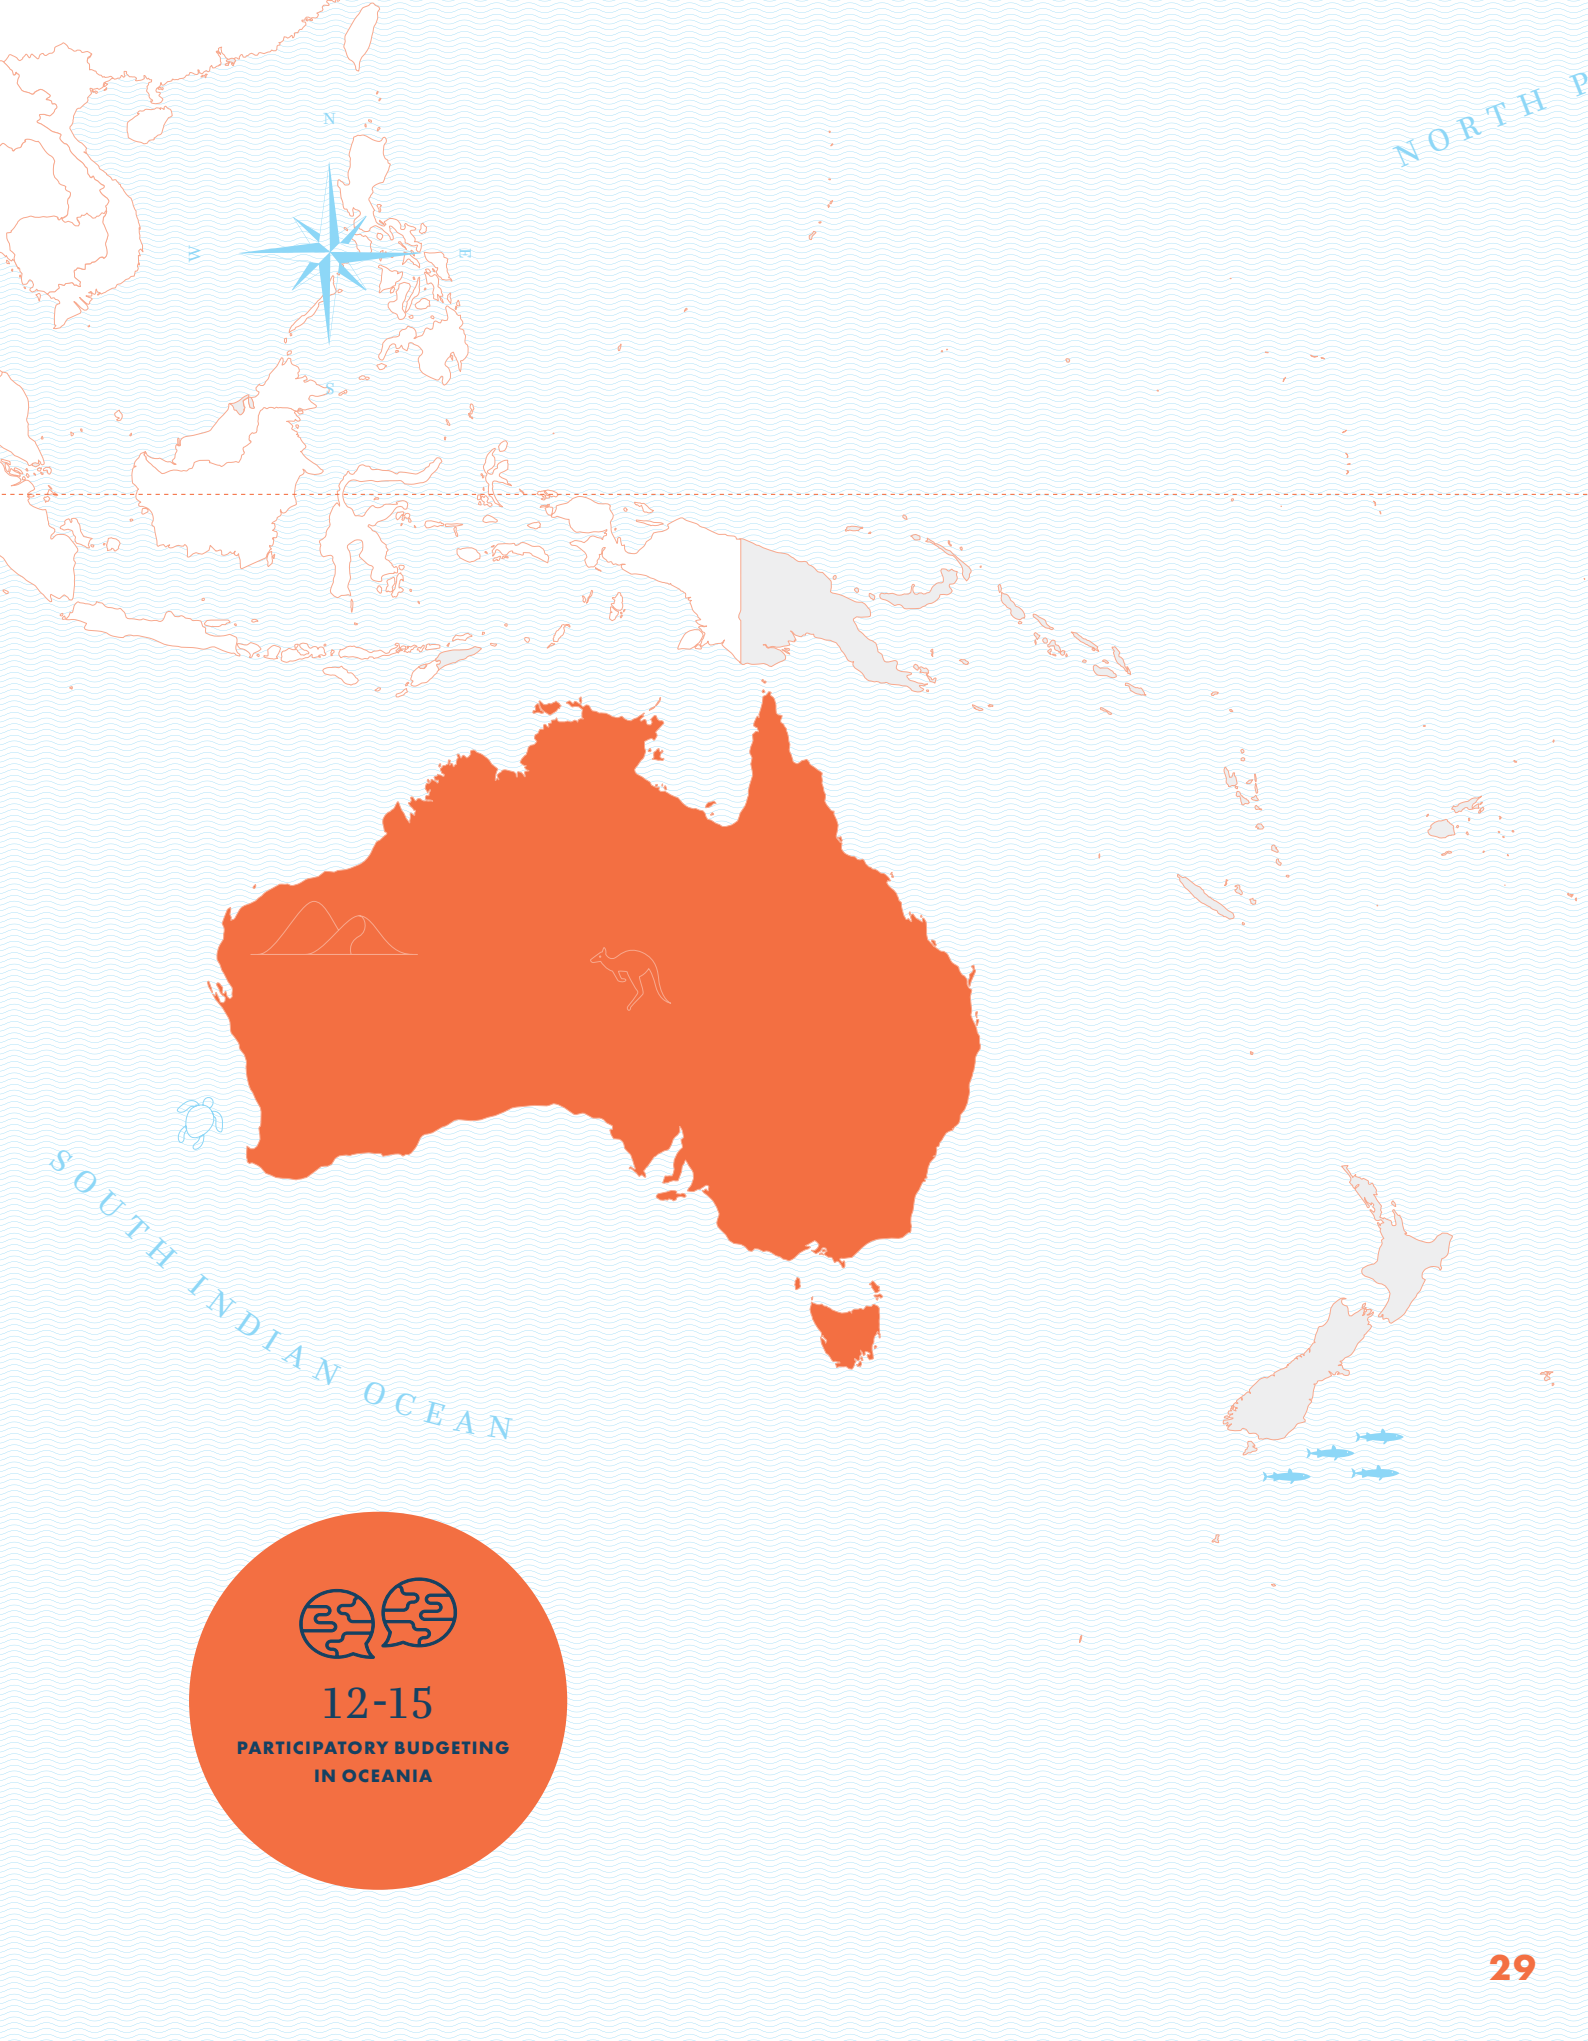 NORTH P
N
W
E
S
SOUTH INDIAN OCEAN
12-15
PARTICIPATORY BUDGETING
IN OCEANIA
29